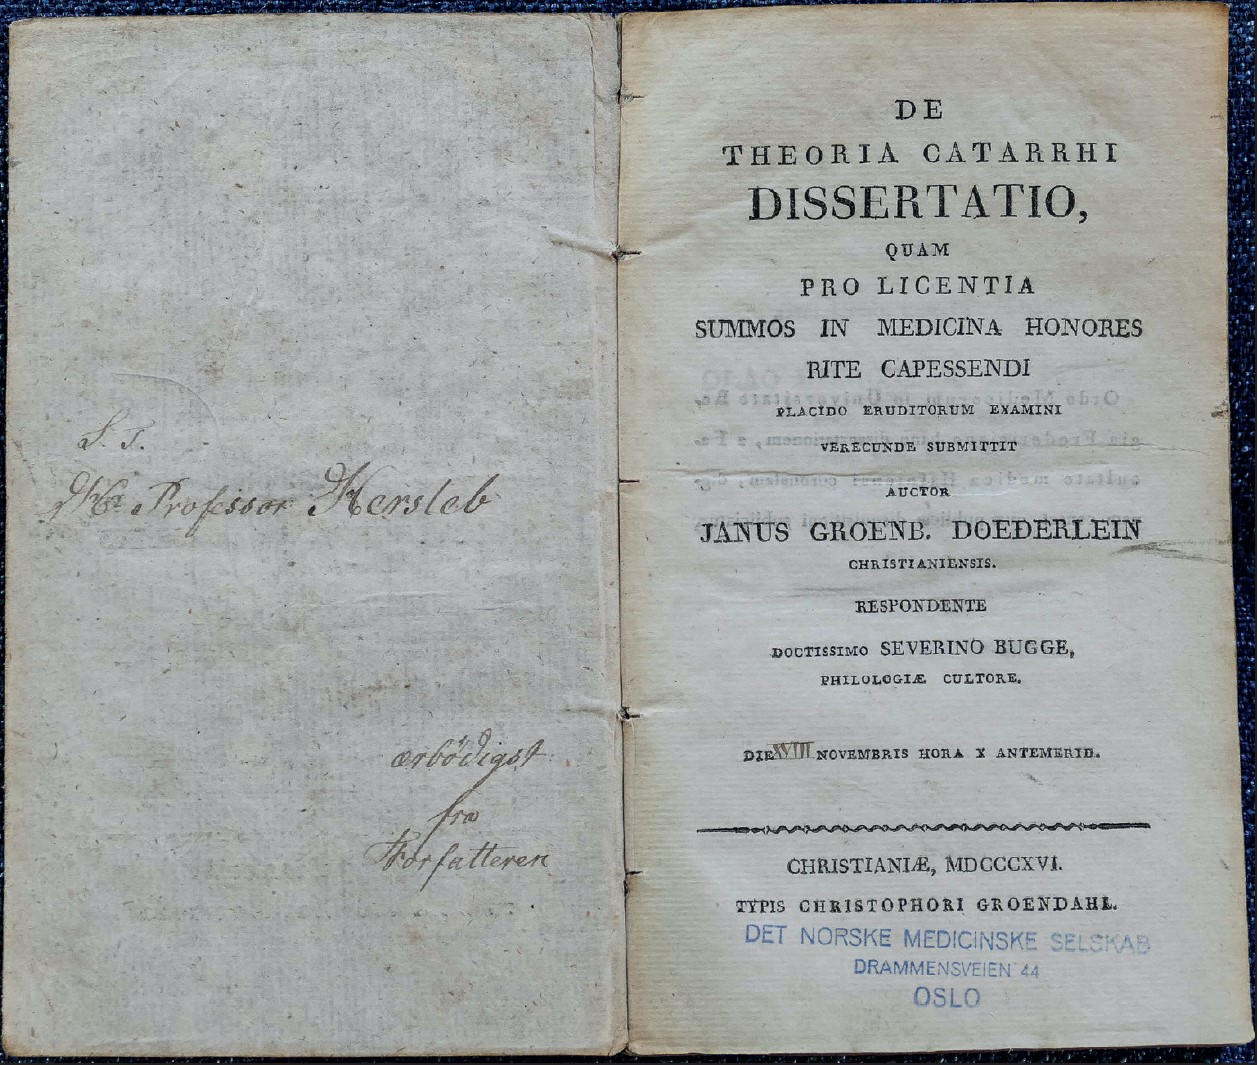 S. T.
Hr. Professor Hersleb
ærbödigst
fra
Forfatteren
DE
THEORIA CATARRHI
DISSERTATIO,
QUAM
PRO LICENTIA
SUMMOS IN MEDICINA HONORES
RITE CAPESSENDI
PLACIDO ERUDITORUM EXAMINI
VERECUNDE SUBMITTIT
AUCTOR
JANUS GROENB. DOEDERLEIN
CHRISTIANIENSIS.
RESPONDENTE
DOCTISSIMO SEVERINO BUGGE,
PHILOLOGIÆ CULTORE.
DIE XVIII NOVEMBRIS HORA X ANTEMERID.
CHRISTIANIÆ, MDCCCXVI.
TYPIS CHRISTOPHORI GROENDAHL.
DET NORSKE MEDICINSKE SELSKAB
DRAMMENSVEIEN 44
OSLO